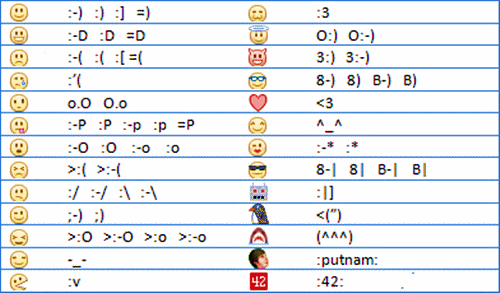 :-) :) :] =) :3
:-D :D =D O:) O:-)
:-( :( :[ =( 3:) 3:-)
:’( 8-) 8) B-) B)
o.O O.o <3
:-P :P :-p :p =P ^_^
:-O :O :-o :o :-* :*
>:( >:-( 8-| 8| B-| B|
:/ :-/ :\ :-\ :|]
;-) ;) <(”)
>:O >:-O >:o >:-o (^^^)
-_- :putnam:
:v 42 :42: